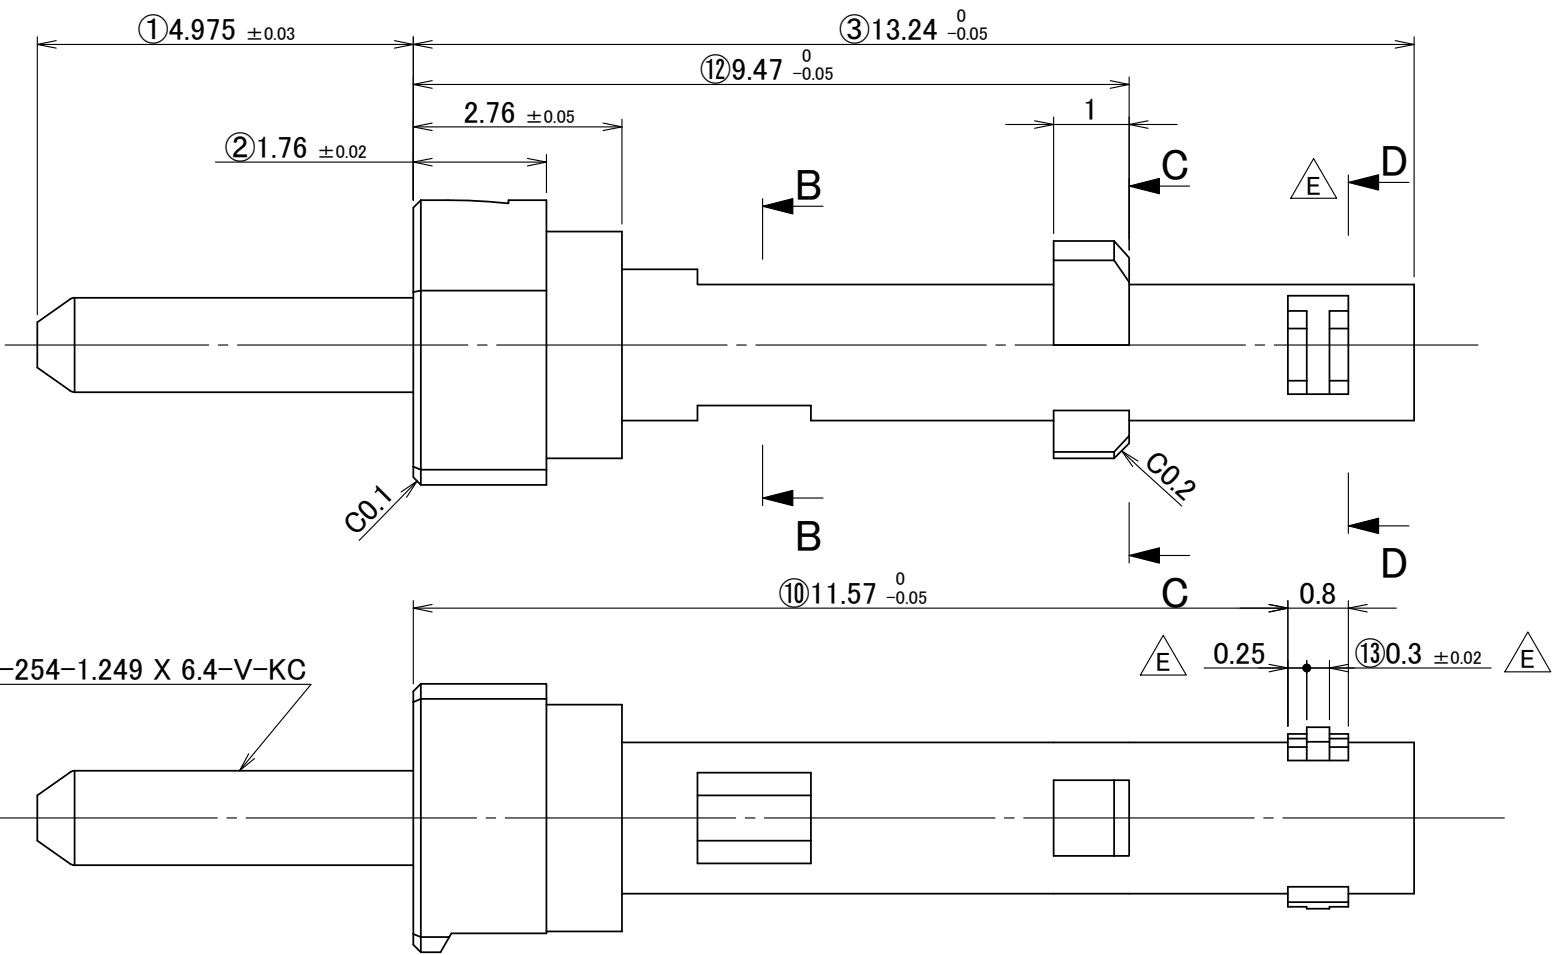 ①4.975 ±0.03
③13.24 0 -0.05
⑫9.47 0 -0.05
2.76 ±0.05
1
②1.76 ±0.02
B
C
D
E
C0.1
C0.2
B
C
D
⑩11.57 0 -0.05
0.8
E
0.25
⑬0.3 ±0.02
E
-254-1.249 X 6.4-V-KC